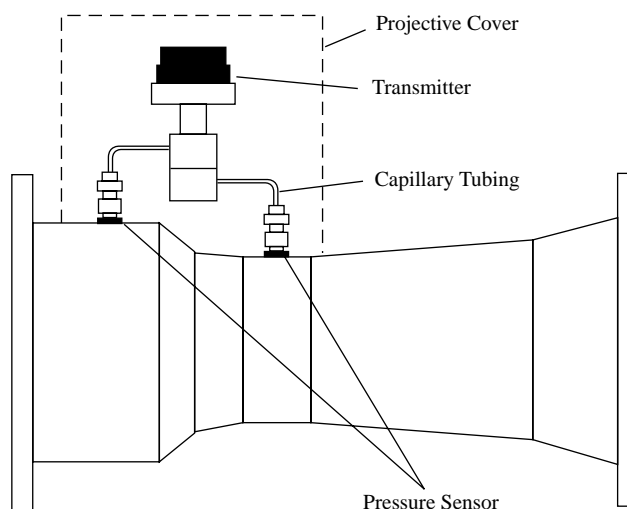 Projective Cover
Transmitter
Capillary Tubing
Pressure Sensor